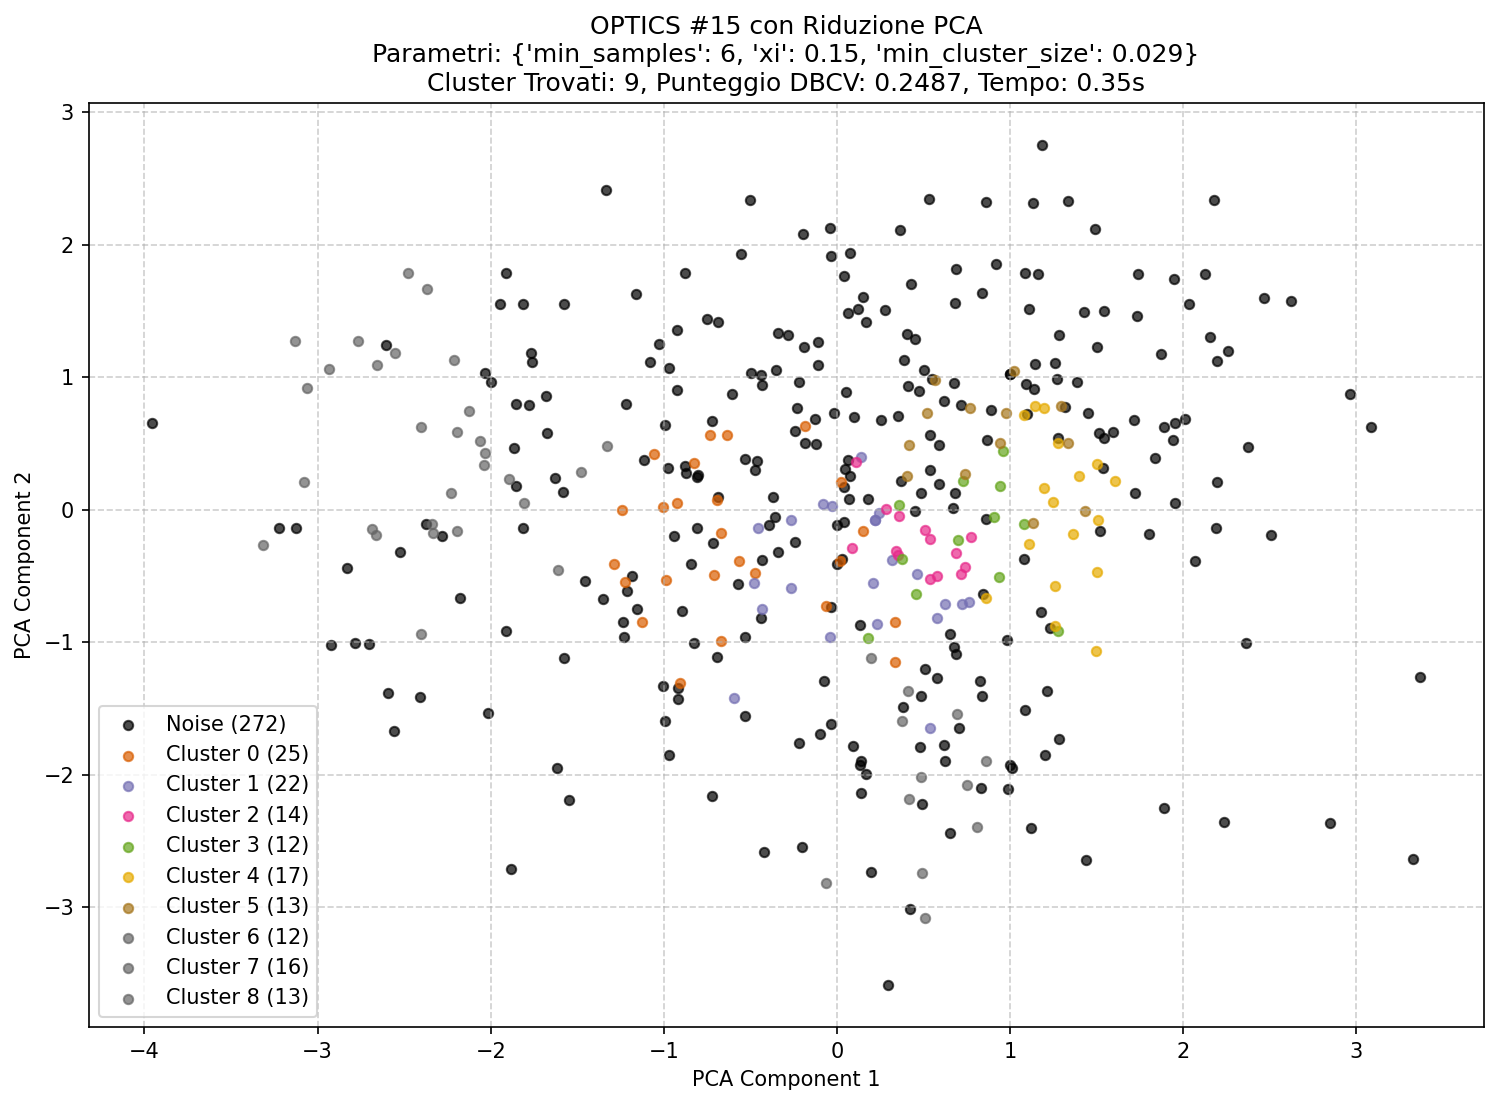 OPTICS #15 con Riduzione PCA
Parametri: {'min_samples': 6, 'xi': 0.15, 'min_cluster_size': 0.029}
Cluster Trovati: 9, Punteggio DBCV: 0.2487, Tempo: 0.35s
3
2
1
0
−1
−2
−3
PCA Component 2
Noise (272)
Cluster 0 (25)
Cluster 1 (22)
Cluster 2 (14)
Cluster 3 (12)
Cluster 4 (17)
Cluster 5 (13)
Cluster 6 (12)
Cluster 7 (16)
Cluster 8 (13)
−4 −3 −2 −1 0 1 2 3
PCA Component 1